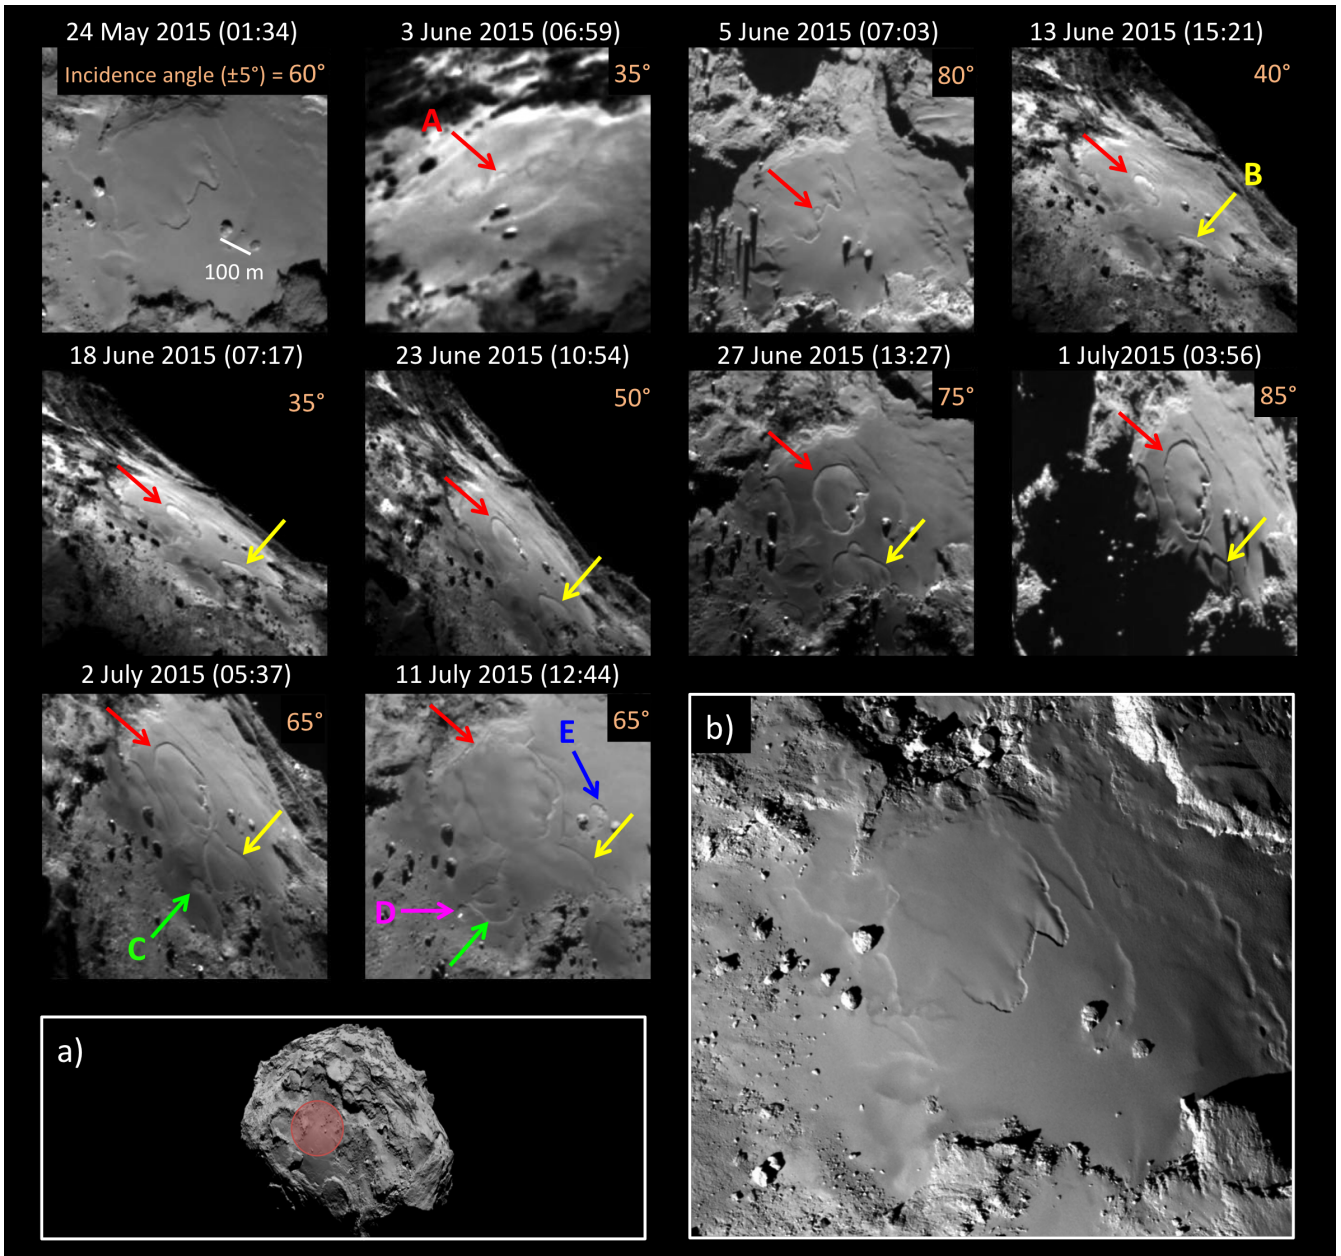 24 May 2015 (01:34)
Incidence angle (±5°) = 60°
100 m
3 June 2015 (06:59)
35°
A
5 June 2015 (07:03)
80°
13 June 2015 (15:21)
40°
B
18 June 2015 (07:17)
35°
23 June 2015 (10:54)
50°
27 June 2015 (13:27)
75°
1 July2015 (03:56)
85°
2 July 2015 (05:37)
65°
C
11 July 2015 (12:44)
65°
E
D
b)
a)